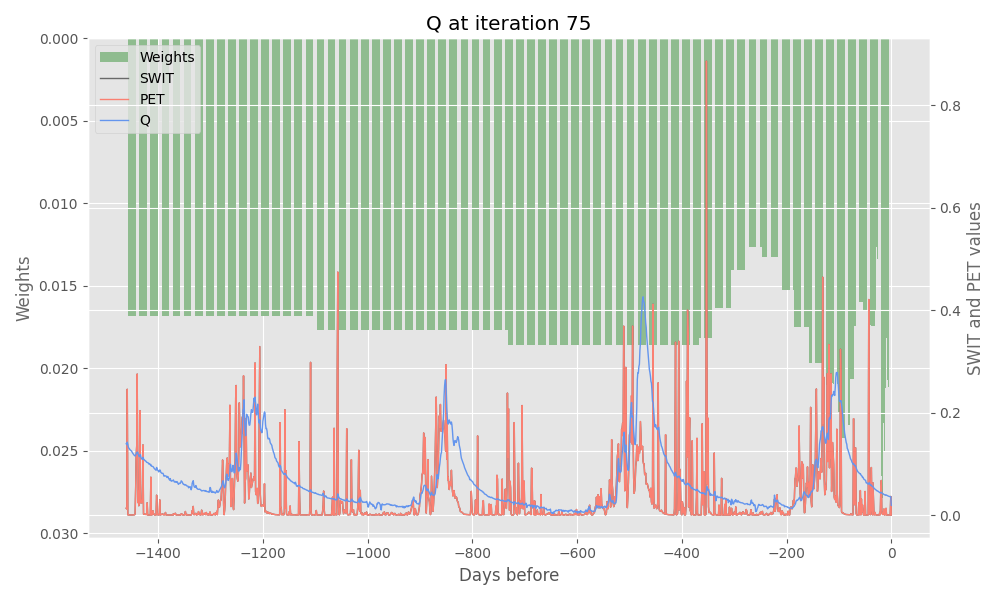 Q at iteration 75
Weights
SWIT
PET
Q
0.000
0.005
0.010
0.015
0.020
0.025
0.030
Weights
0.8
0.6
0.4
0.2
0.0
SWIT and PET values
−1400 −1200 −1000 −800 −600 −400 −200 0
Days before